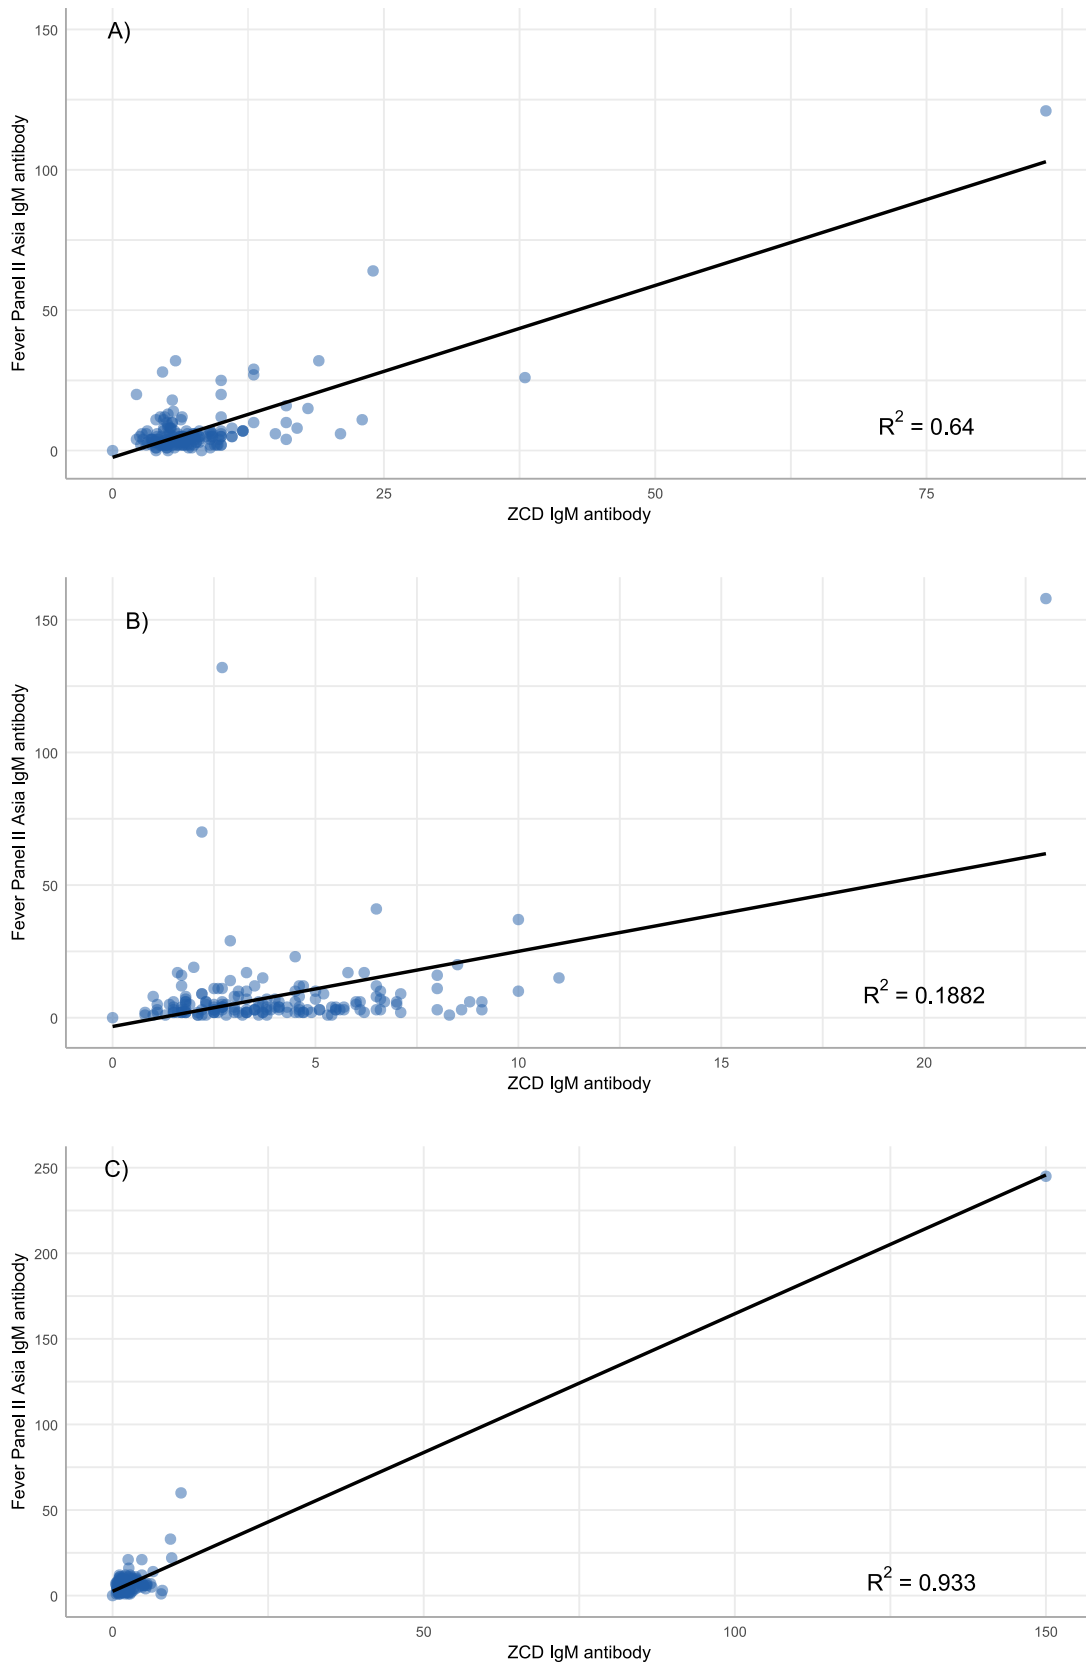 A)
150
100
50
0
Fever Panel II Asia IgM antibody
R² = 0.64
0 25 50 75
ZCD IgM antibody
B)
150
100
50
0
Fever Panel II Asia IgM antibody
R² = 0.1882
0 5 10 15 20
ZCD IgM antibody
C)
250
200
150
100
50
0
Fever Panel II Asia IgM antibody
R² = 0.933
0 50 100 150
ZCD IgM antibody